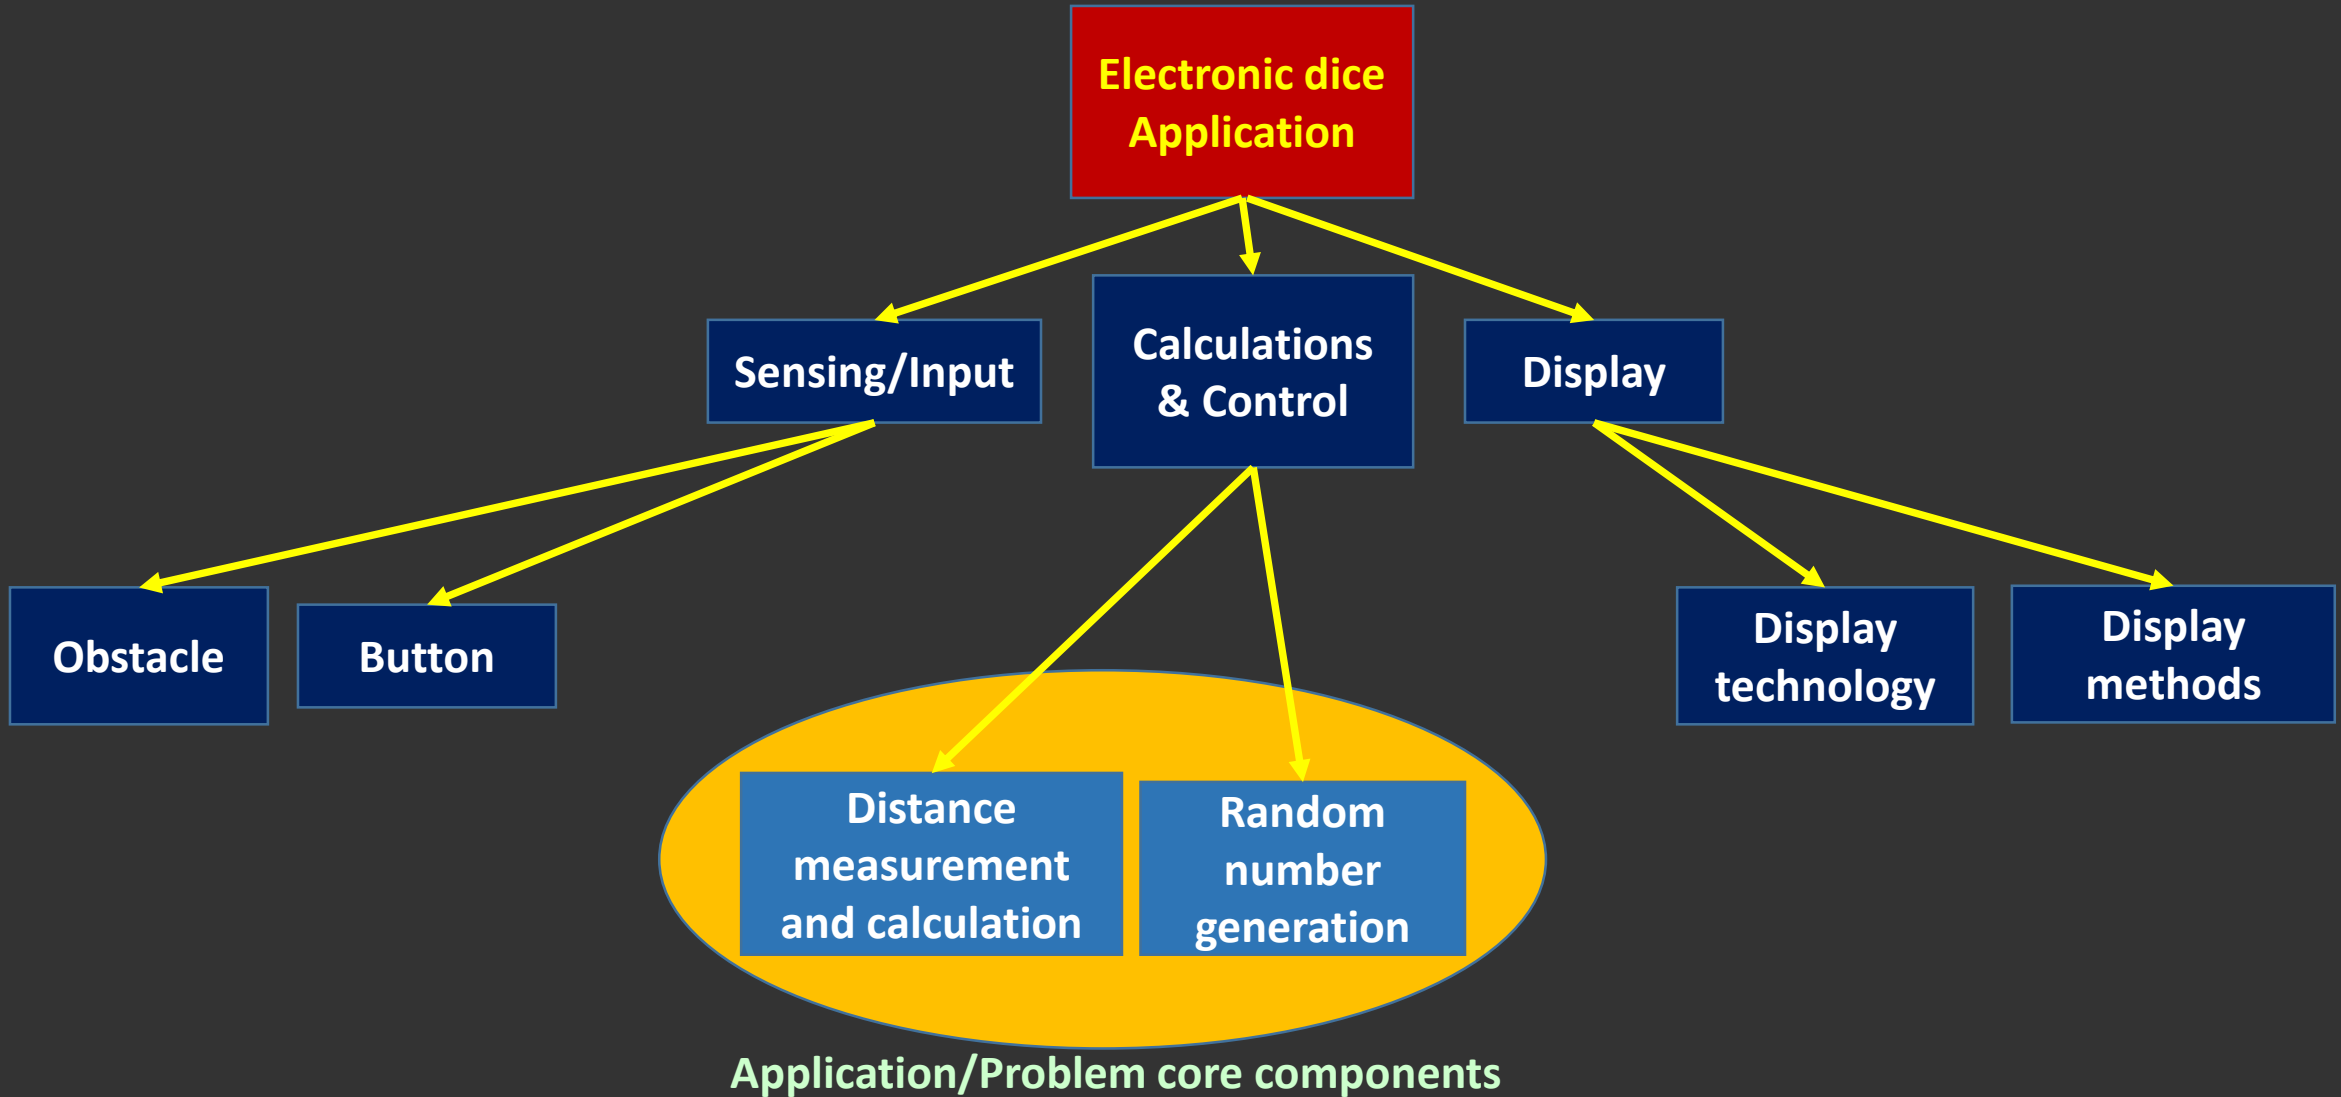 Electronic dice
Application
Sensing/Input
Calculations
& Control
Display
Obstacle
Button
Display
technology
Display
methods
Distance
measurement
and calculation
Random
number
generation
Application/Problem core components